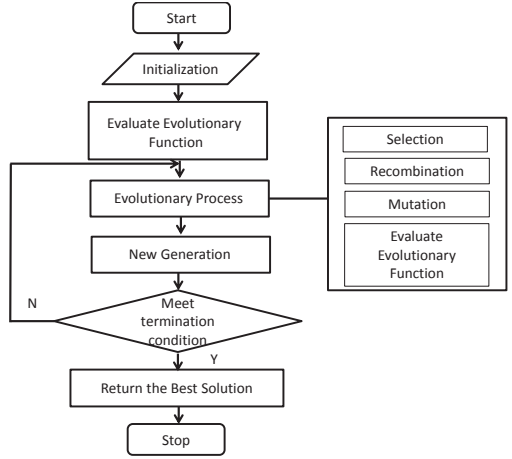 Start
Initialization
Evaluate Evolutionary
Function
Evolutionary Process
New Generation
Meet
termination
condition
N
Y
Return the Best Solution
Stop
Selection
Recombination
Mutation
Evaluate
Evolutionary
Function